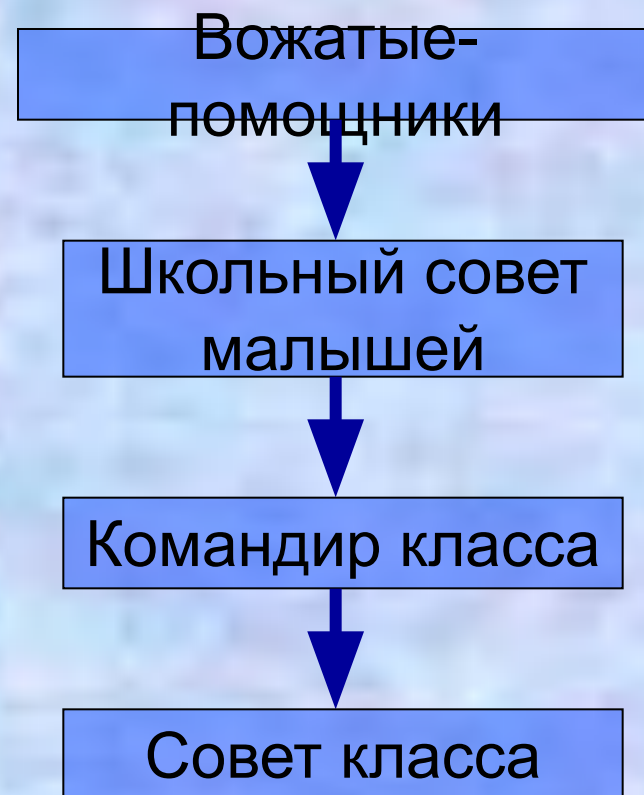 Вожатые-
помощники
Школьный совет
малышей
Командир класса
Совет класса